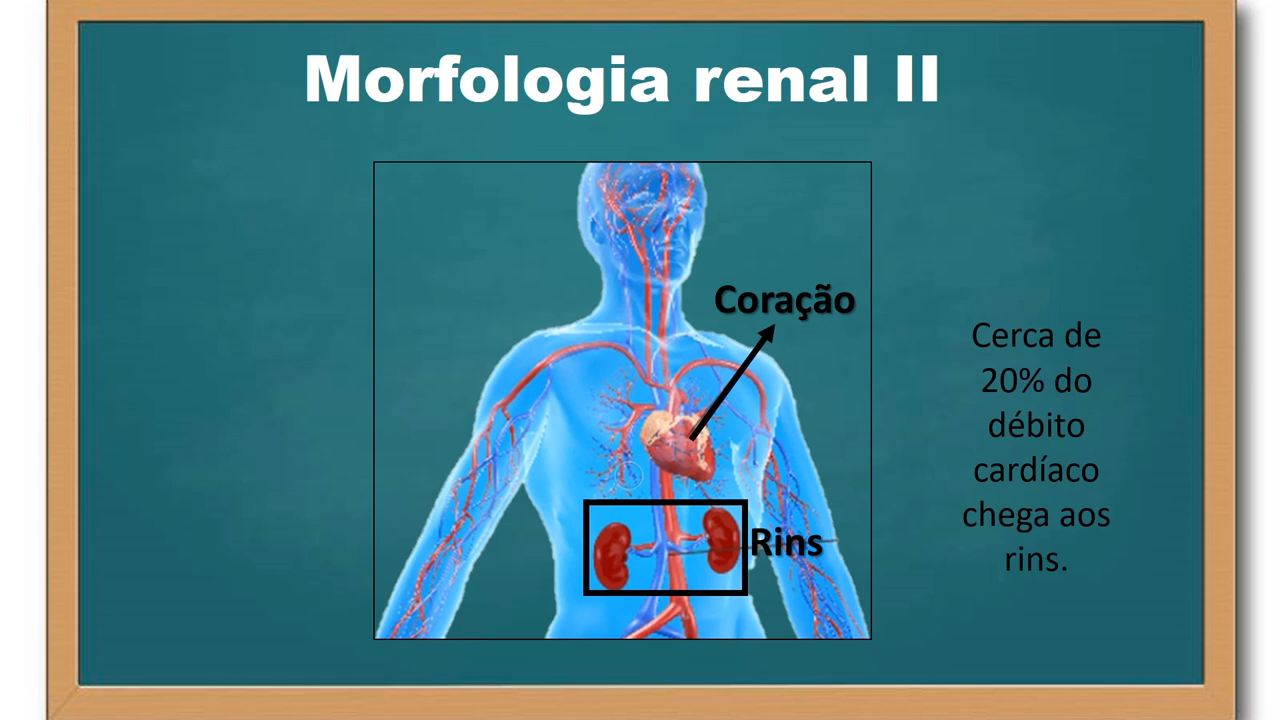 Morfologia renal II
Coração
Rins
Cerca de
20% do
débito
cardíaco
chega aos
rins.